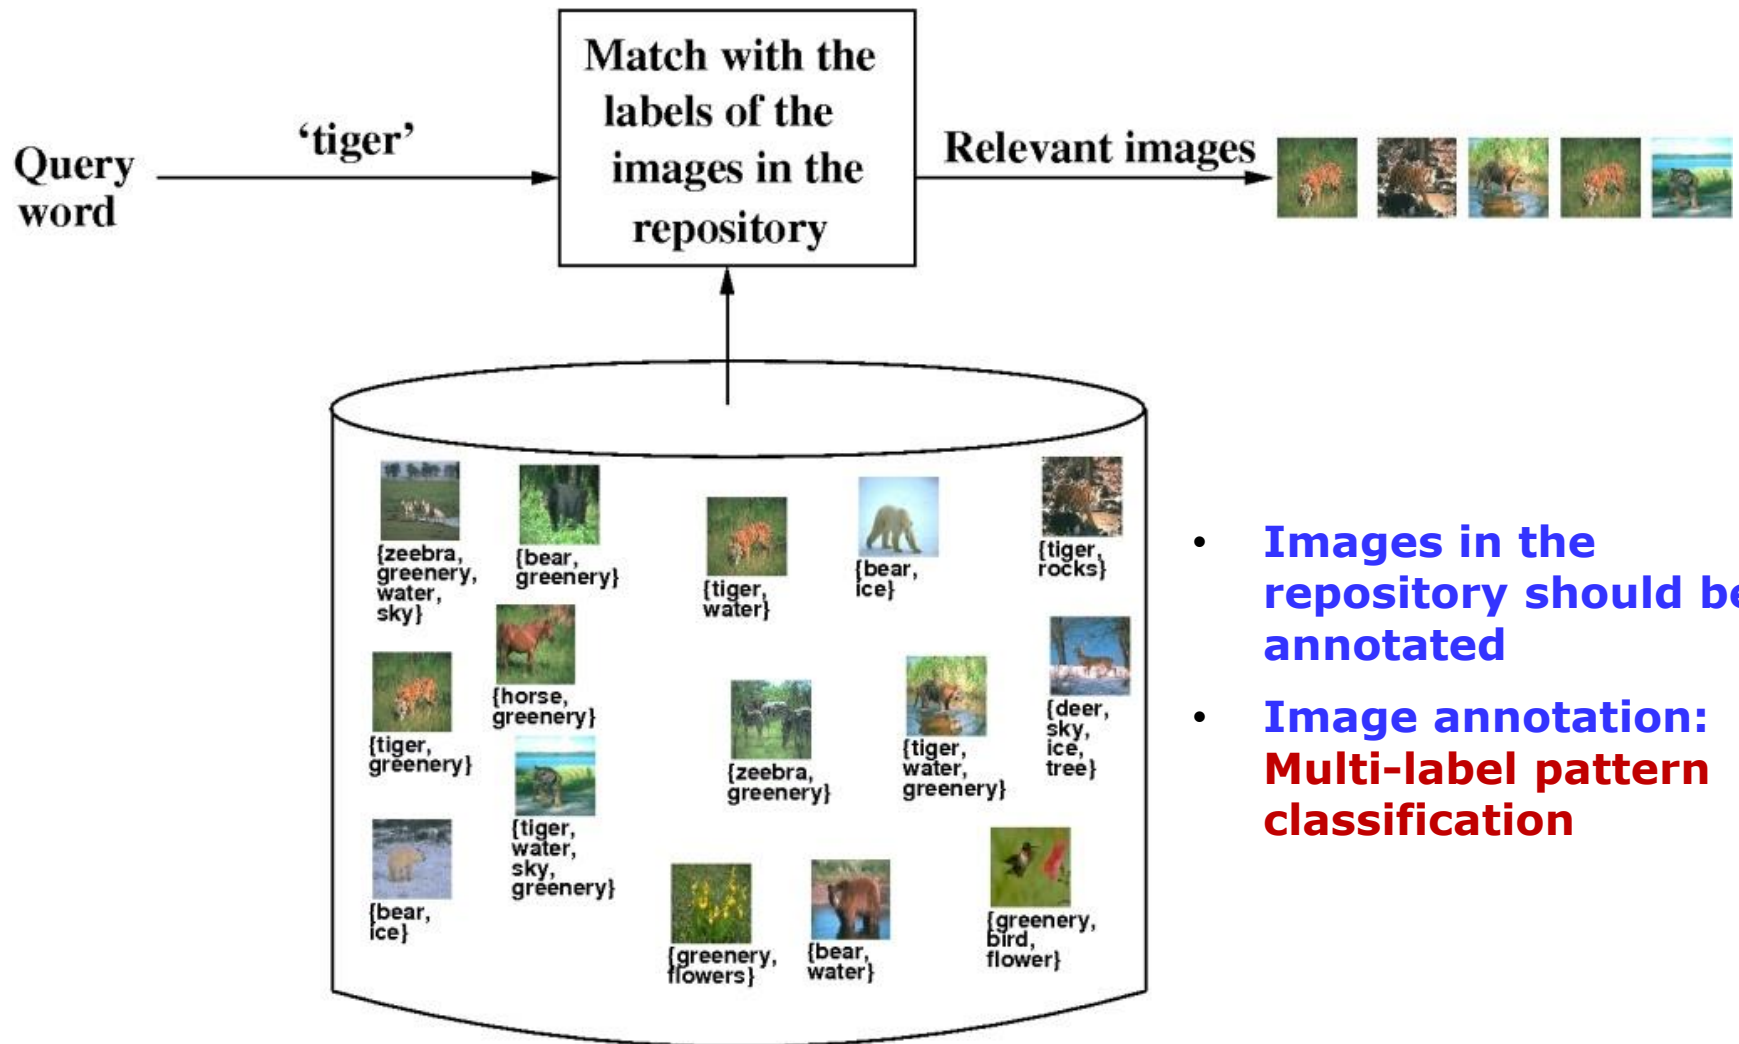 Query
word
‘tiger’
Match with the
labels of the
images in the
repository
Relevant images
{zeebra,
greenery,
water,
sky}
{bear,
greenery}
{tiger,
water}
{bear,
ice}
{tiger,
rocks}
{horse,
greenery}
{tiger,
greenery}
{zeebra,
greenery}
{tiger,
water,
greenery}
{deer,
sky,
ice,
tree}
{tiger,
water,
sky,
greenery}
{bear,
ice}
{greenery,
flowers}
{bear,
water}
{greenery,
bird,
flower}
• Images in the
repository should be
annotated
• Image annotation:
Multi-label pattern
classification